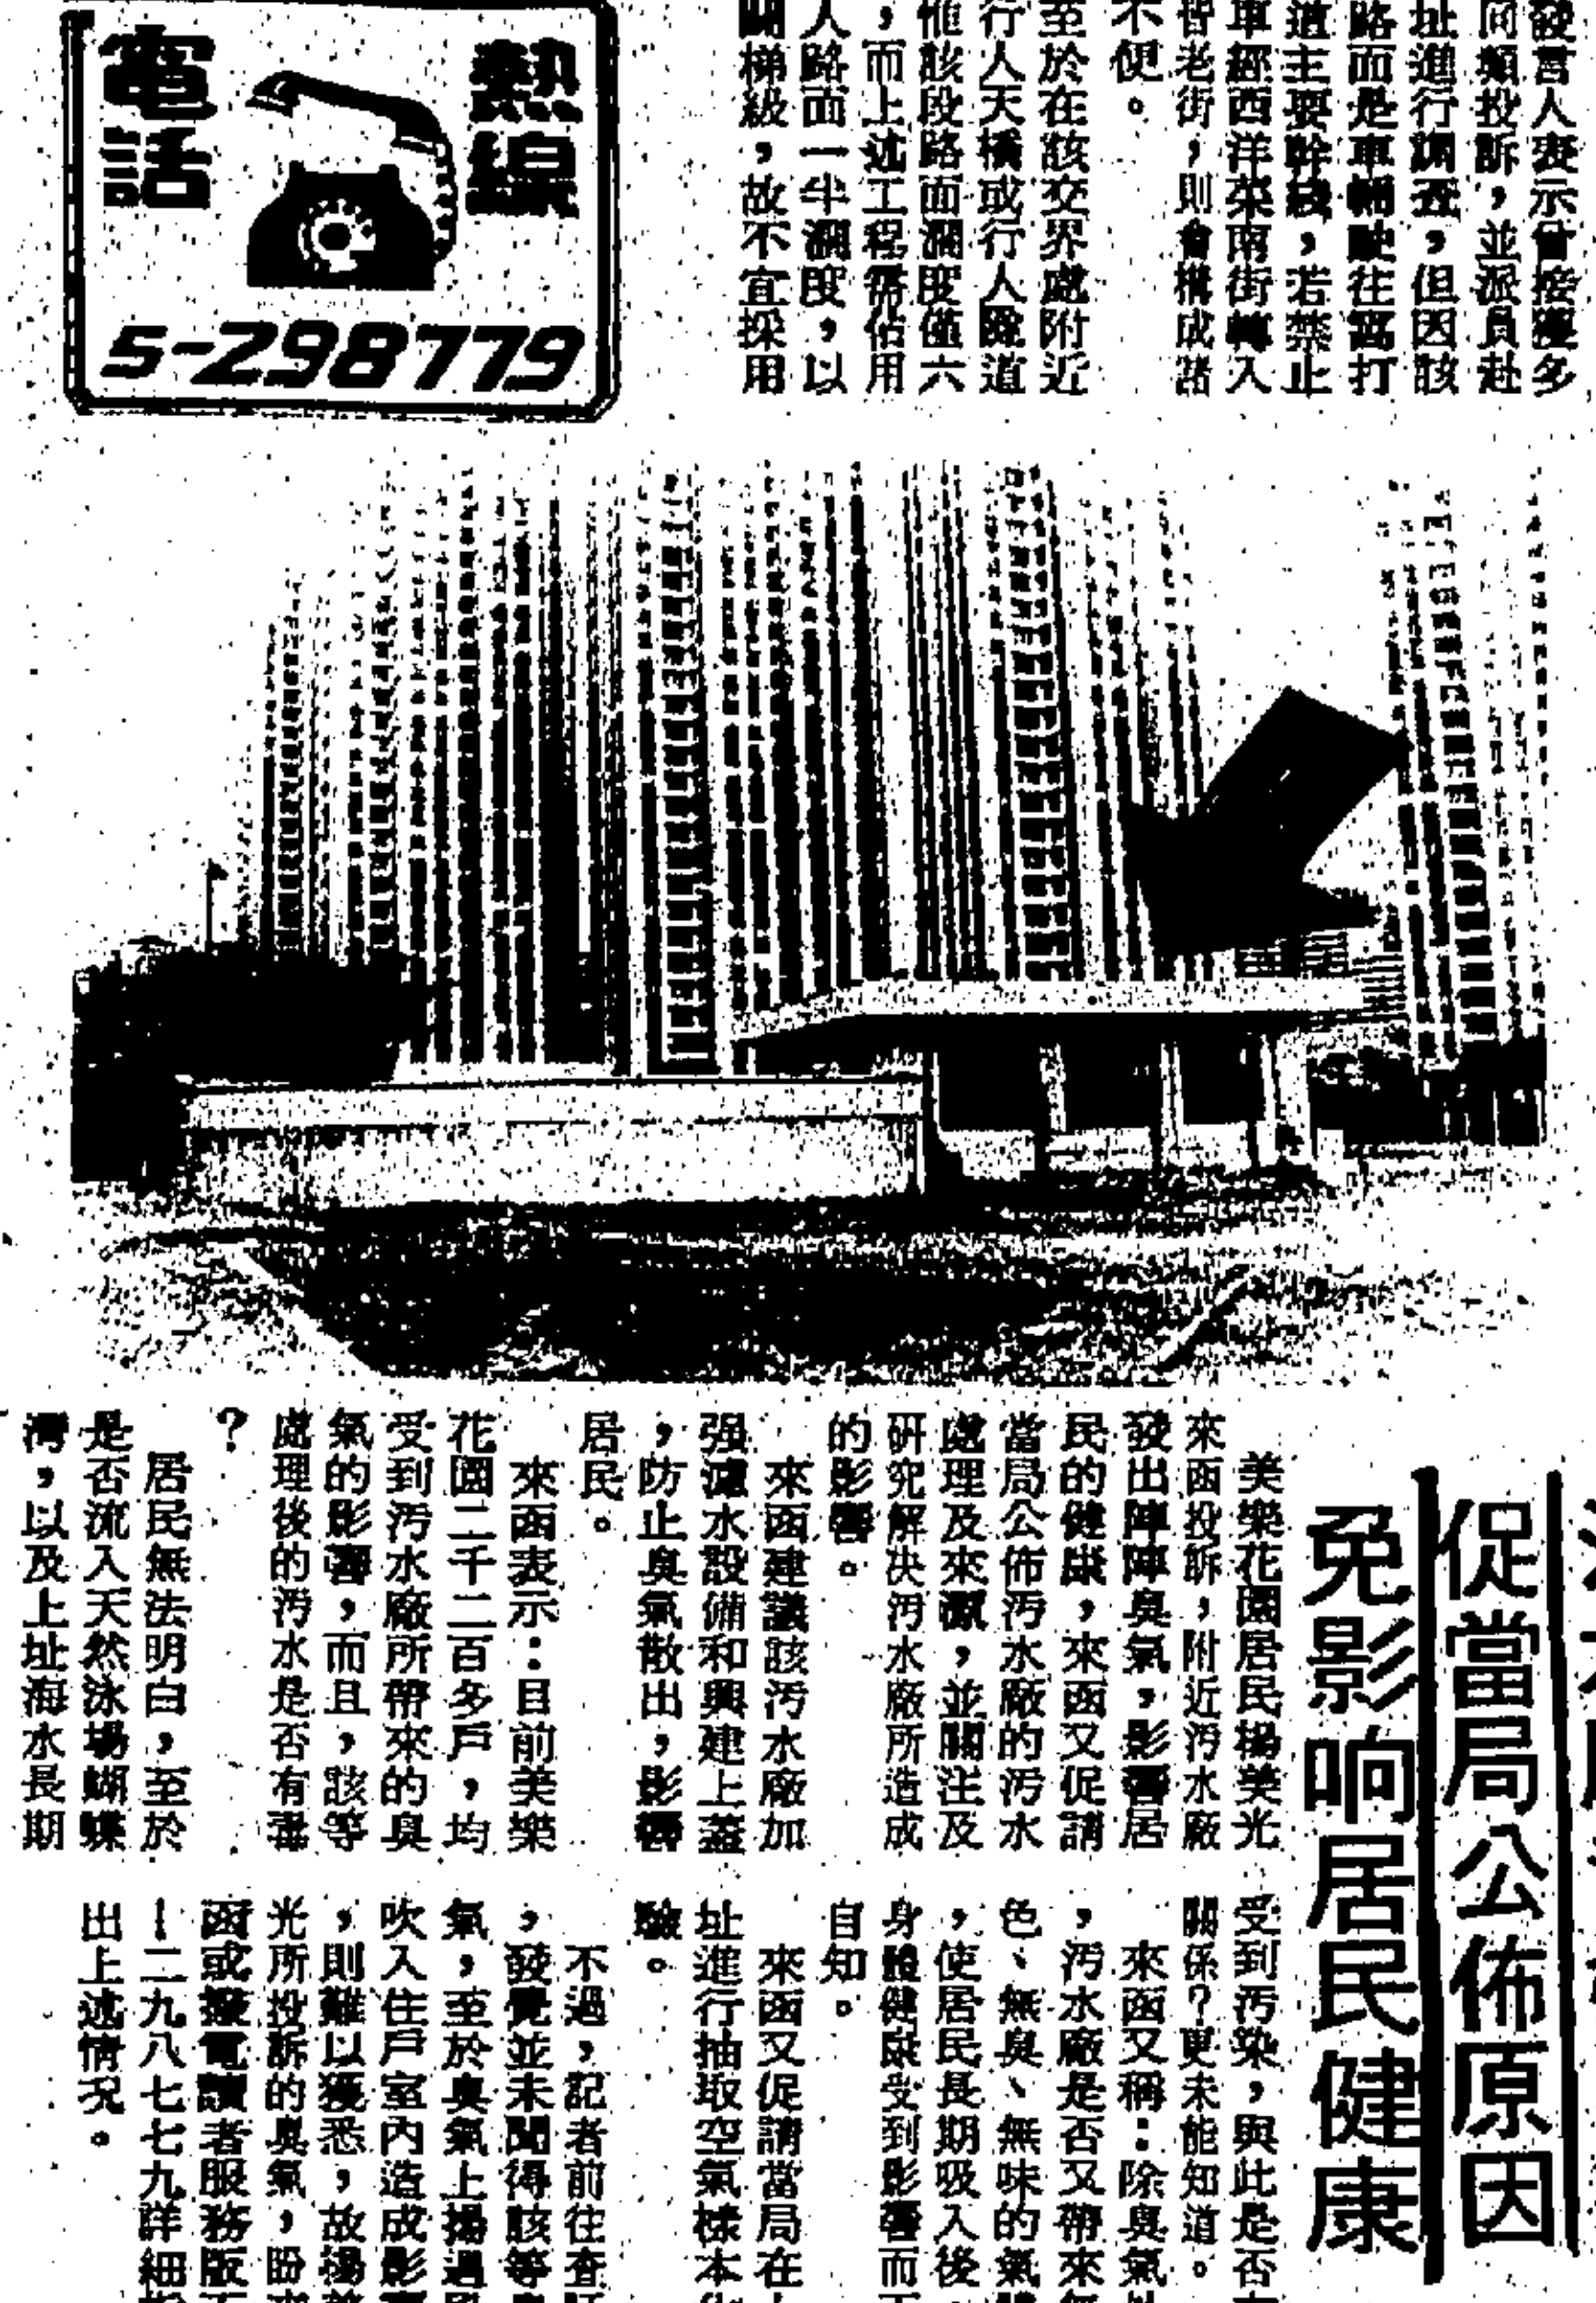 發言人表示曾接獲多
同類投訴，並派員赴
址進行調查，但因該
路面是車輛駛往窩打
道主要幹綫，若禁止
車經西洋菜南街轉入
皆老街，則會構成諸
不便。
至於在該交界處附近
行人天橋或行人隧道
惟該段路面濶度僅六
，而上述工程需佔用
人路面一半濶度，以
梯級，故不宜採用
熱線
電話
5-298779
促當局公佈原因
免影响居民健康
美樂花園居民楊美光
來函投訴，附近污水廠
發出陣陣臭氣，影響居
民的健康，來函又促請
當局公佈污水廠的污水
處理及來源，並關注及
研究解決污水廠所造成
的影響。
來函建議該污水廠加
强濾水設備和興建上蓋
，防止臭氣散出，影響
居民。
來函表示：目前美樂
花園二千二百多戶，均
受到污水廠所帶來的臭
氣的影響，而且，該等
處理後的污水是否有毒
？
居民無法明白，至於
是否流入天然泳場蝴蝶
灣，以及上址海水長期
受到污染，與此是否
關係？更未能知道。
來函又稱：除臭氣
，污水廠是否又帶來
色、無臭、無味的氣
，使居民長期吸入後
身體健康受到影響而
自知。
來函又促請當局在
址進行抽取空氣樣本
驗。
不過，記者前往查
，發覺並未聞得該等
氣，至於臭氣上揚過
吹入住戶室內造成影
，則難以獲悉，故楊
光所投訴的臭氣，盼
函或撥電讀者服務版
｜二九八七七九詳細
出上述情况。